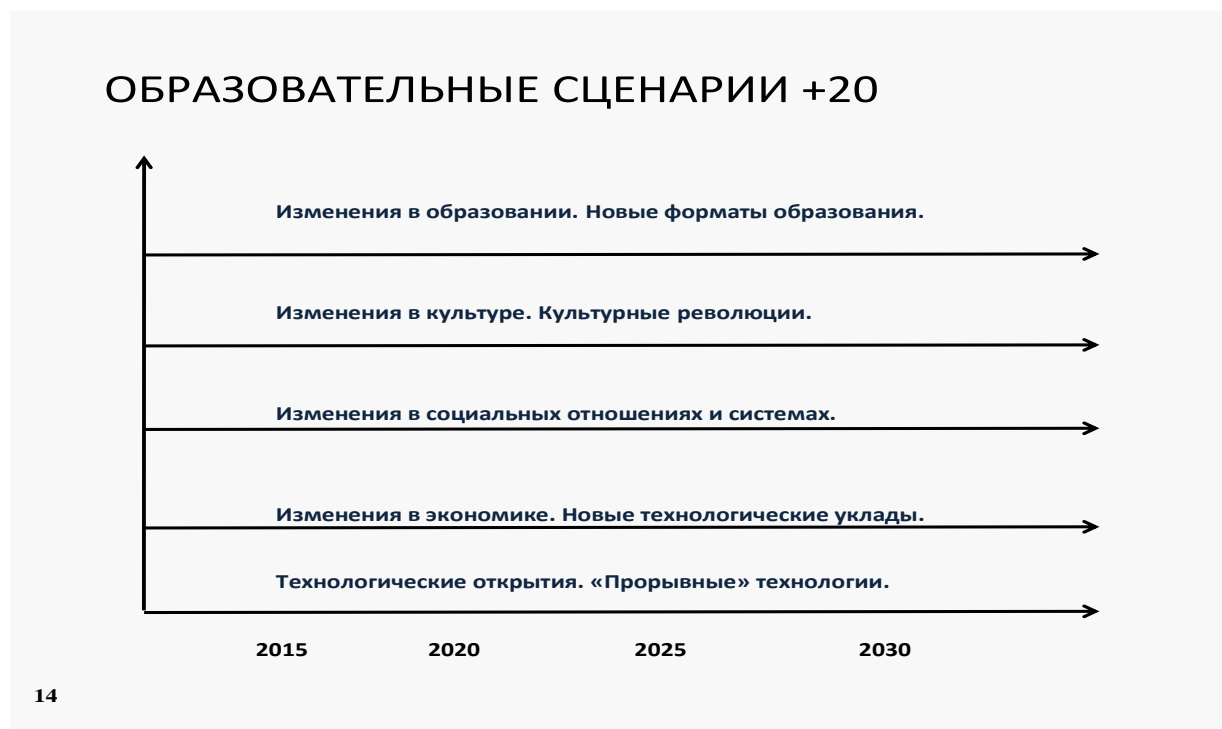 ОБРАЗОВАТЕЛЬНЫЕ СЦЕНАРИИ +20
Изменения в образовании. Новые форматы образования.
Изменения в культуре. Культурные революции.
Изменения в социальных отношениях и системах.
Изменения в экономике. Новые технологические уклады.
Технологические открытия. «Прорывные» технологии.
2015 2020 2025 2030
14